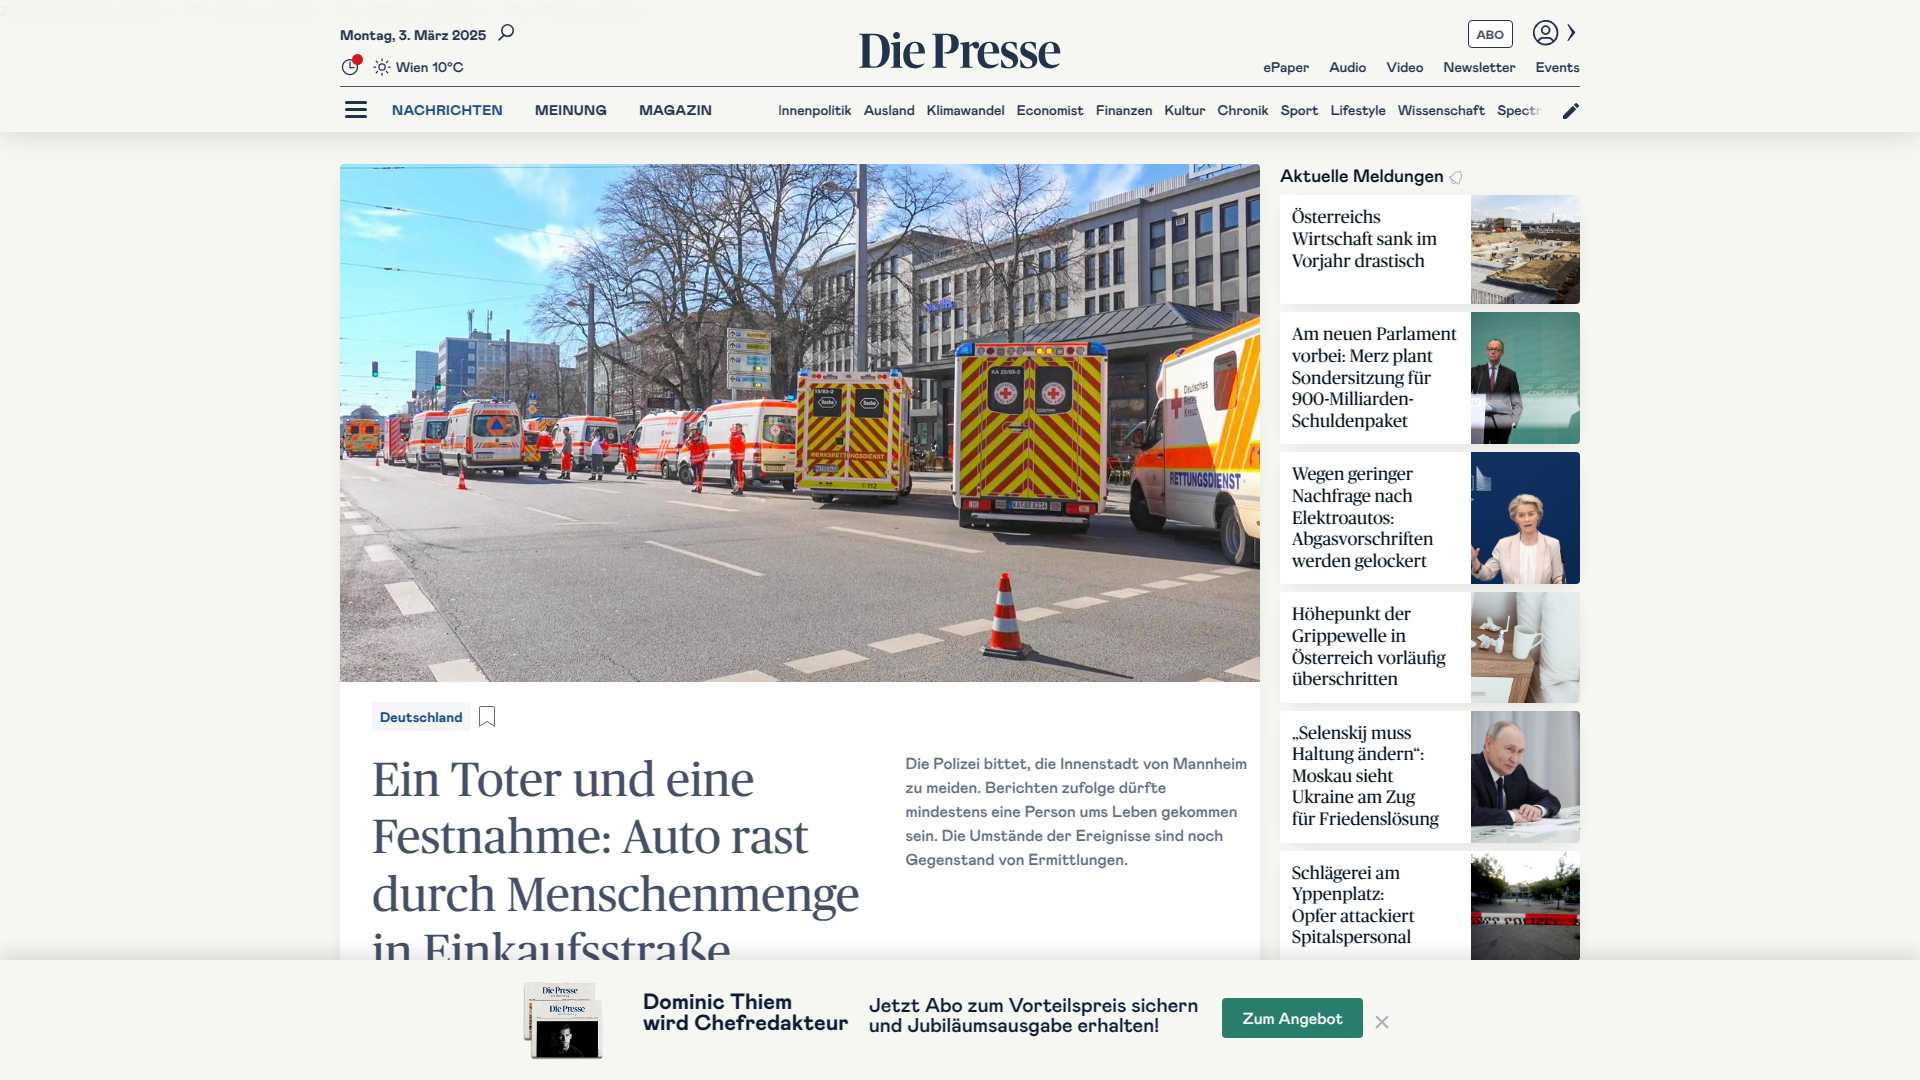 Montag, 3. März 2025
Die Presse
ABO
Wien 10°C
ePaper Audio Video Newsletter Events
NACHRICHTEN MEINUNG MAGAZIN
Innenpolitik Ausland Klimawandel Economist Finanzen Kultur Chronik Sport Lifestyle Wissenschaft
WERKSRETTUNGSDIENST
112
Deutsches
Rotes
RETTUNGSDIENST
Deutschland
Ein Toter und eine
Festnahme: Auto rast
durch Menschenmenge
in Einkaufsstraße
Die Polizei bittet, die Innenstadt von Mannheim
zu meiden. Berichten zufolge dürfte
mindestens eine Person ums Leben gekommen
sein. Die Umstände der Ereignisse sind noch
Gegenstand von Ermittlungen.
Aktuelle Meldungen
Österreichs
Wirtschaft sank im
Vorjahr drastisch
Am neuen Parlament
vorbei: Merz plant
Sondersitzung für
900-Milliarden-
Schuldenpaket
Wegen geringer
Nachfrage nach
Elektroautos:
Abgasvorschriften
werden gelockert
Höhepunkt der
Grippewelle in
Österreich vorläufig
überschritten
„Selenskij muss
Haltung ändern“:
Moskau sieht
Ukraine am Zug
für Friedenslösung
Schlägerei am
Yppenplatz:
Opfer attackiert
Spitalspersonal
Die Presse
Die Presse
Dominic Thiem
wird Chefredakteur
Jetzt Abo zum Vorteilspreis sichern
und Jubiläumsausgabe erhalten!
Zum Angebot